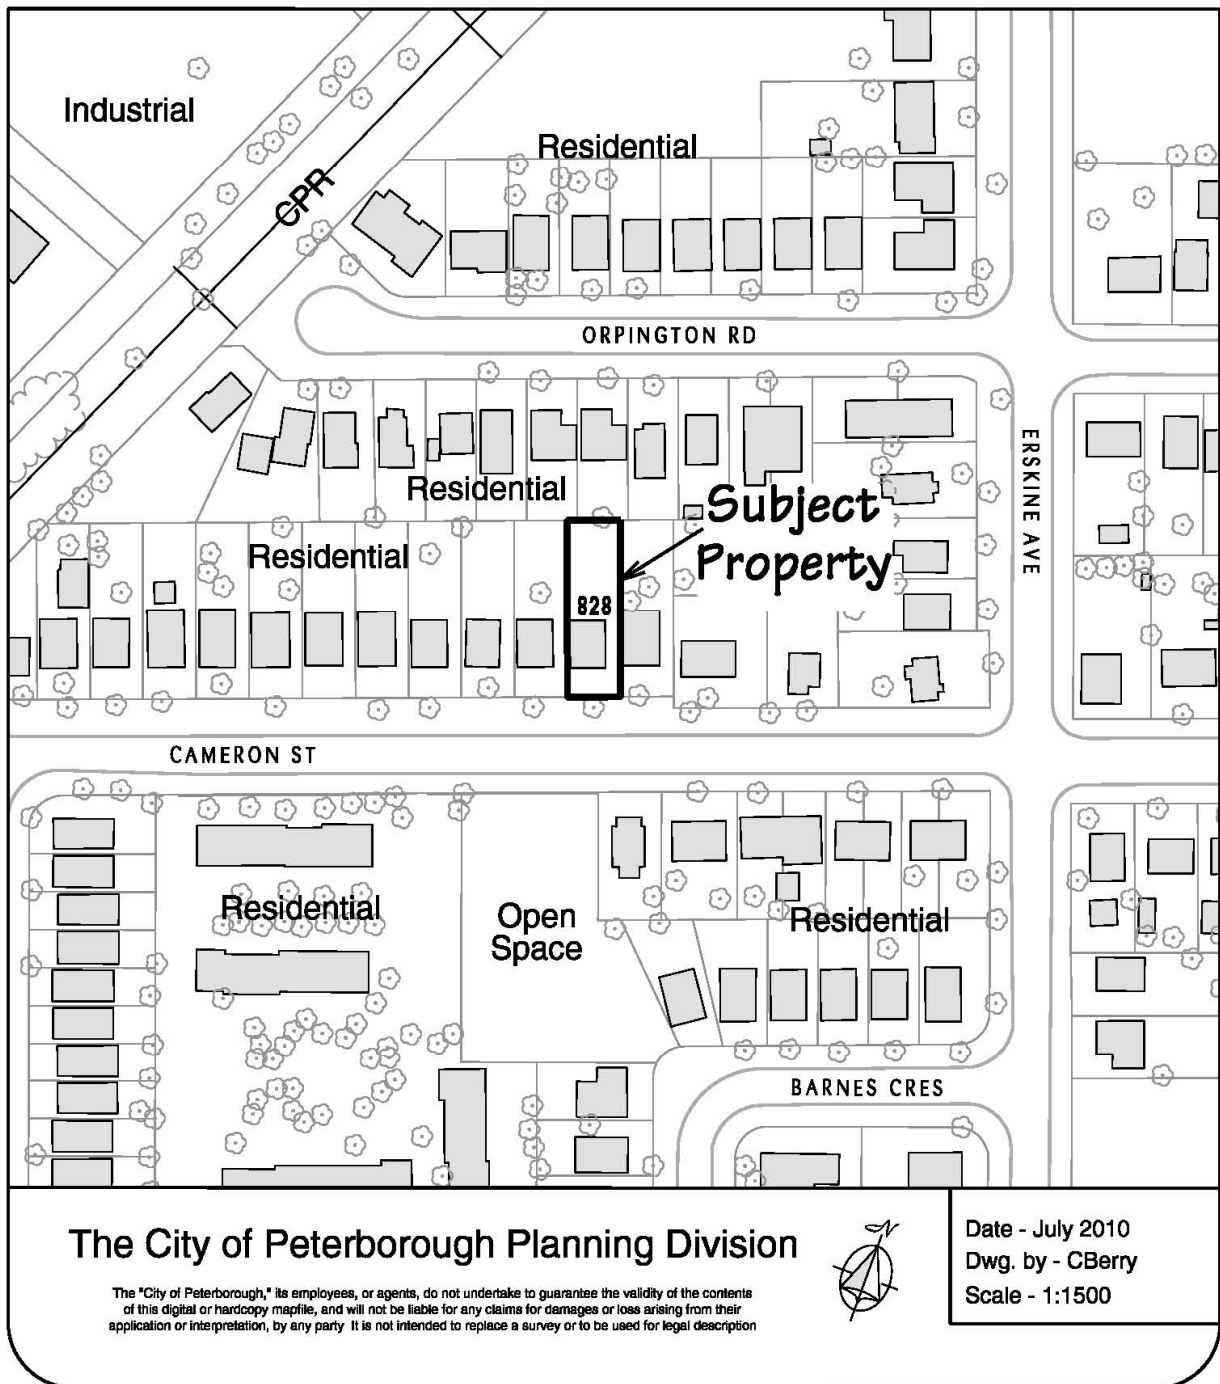 Industrial
CPR
Residential
ORPINGTON RD
ERSKINE AVE
Residential
Subject
Property
Residential
828
CAMERON ST
Residential
Open
Space
Residential
BARNES CRES
The City of Peterborough Planning Division
The "City of Peterborough," its employees, or agents, do not undertake to guarantee the validity of the contents
of this digital or hardcopy mapfile, and will not be liable for any claims for damages or loss arising from their
application or interpretation, by any party It is not intended to replace a survey or to be used for legal description
N
Date - July 2010
Dwg. by - CBerry
Scale - 1:1500